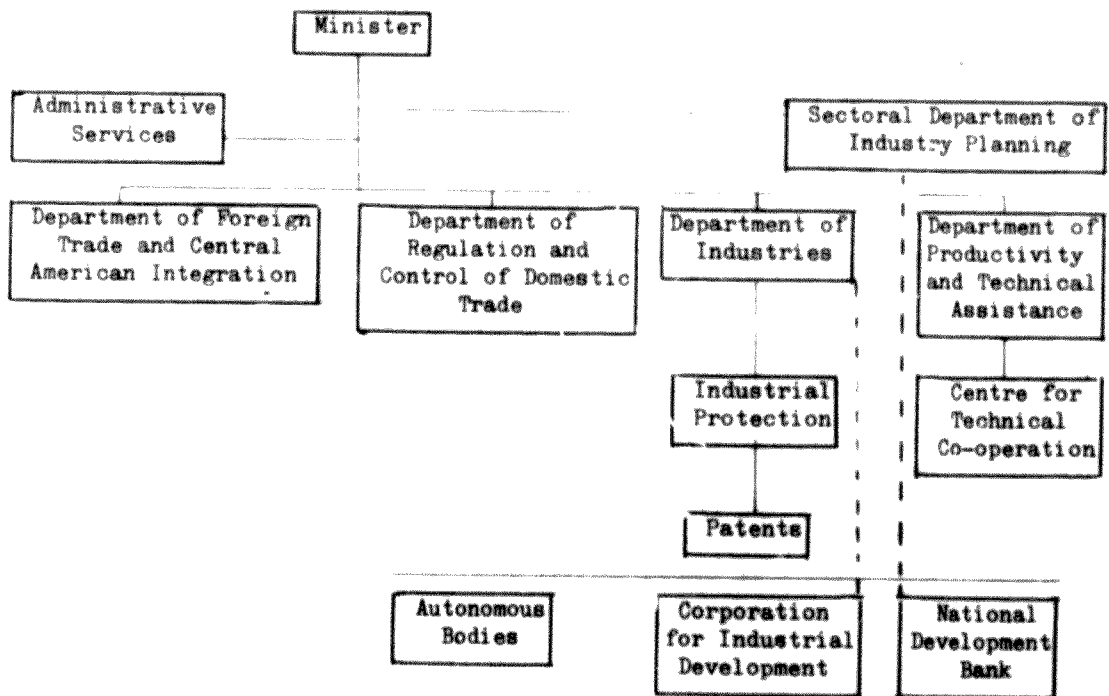 Minister
Administrative
Services
Sectoral Department of
Industry Planning
Department of Foreign
Trade and Central
American Integration
Department of
Regulation and
Control of Domestic
Trade
Department of
Industries
Department of
Productivity
and Technical
Assistance
Industrial
Protection
Centre for
Technical
Co-operation
Patents
Autonomous
Bodies
Corporation
for Industrial
Development
National
Development
Bank